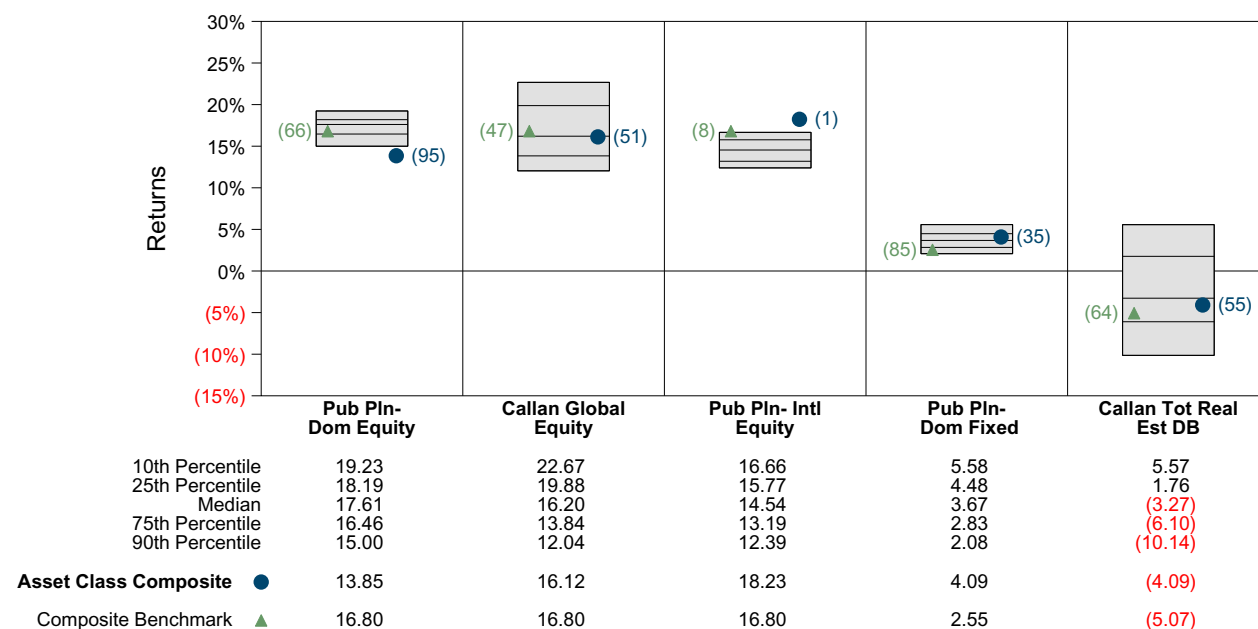 30%
25%
20%
15%
10%
5%
0%
(5%)
(10%)
(15%)
Returns
(66)
(95)
(47)
(51)
(8)
(1)
(85)
(35)
(64)
(55)
Pub Pln-
Dom Equity
Callan Global
Equity
Pub Pln- Intl
Equity
Pub Pln-
Dom Fixed
Callan Tot Real
Est DB
10th Percentile 19.23 22.67 16.66 5.58 5.57
25th Percentile 18.19 19.88 15.77 4.48 1.76
Median 17.61 16.20 14.54 3.67 (3.27)
75th Percentile 16.46 13.84 13.19 2.83 (6.10)
90th Percentile 15.00 12.04 12.39 2.08 (10.14)
Asset Class Composite 13.85 16.12 18.23 4.09 (4.09)
Composite Benchmark 16.80 16.80 16.80 2.55 (5.07)